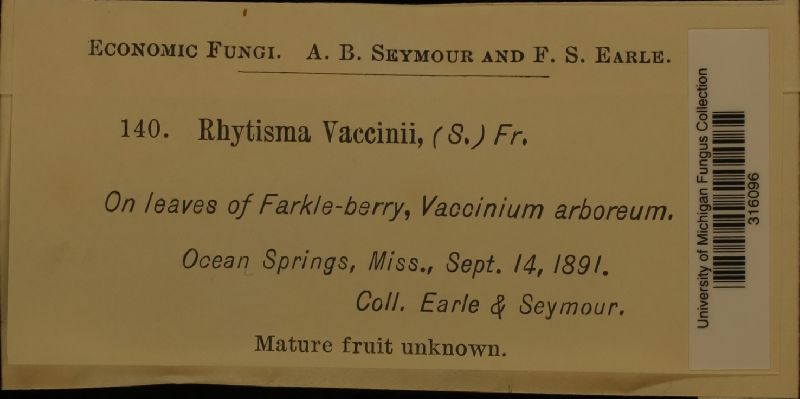 Economic Fungi. A. B. Seymour and F. S. Earle.
140. Rhytisma Vaccinii, (S.) Fr.
On leaves of Farkle-berry, Vaccinium arboreum.
Ocean Springs, Miss., Sept. 14, 1891.
Coll. Earle & Seymour.
Mature fruit unknown.
University of Michigan Fungus Collection
316096